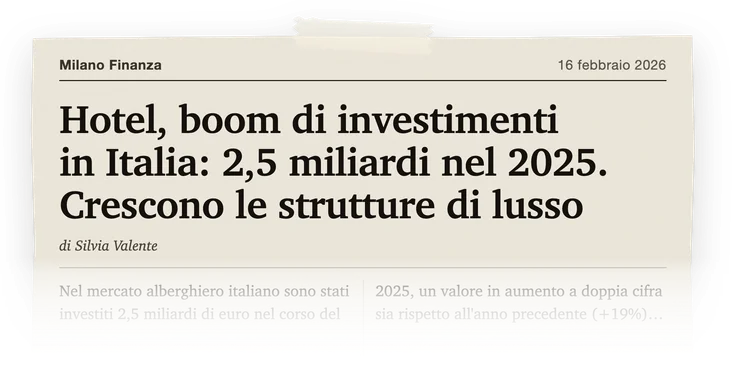 Milano Finanza
16 febbraio 2026
Hotel, boom di investimenti
in Italia: 2,5 miliardi nel 2025.
Crescono le strutture di lusso
di Silvia Valente
Nel mercato alberghiero italiano sono stati
investiti 2,5 miliardi di euro nel corso del
2025, un valore in aumento a doppia cifra
sia rispetto all'anno precedente (+19%)...